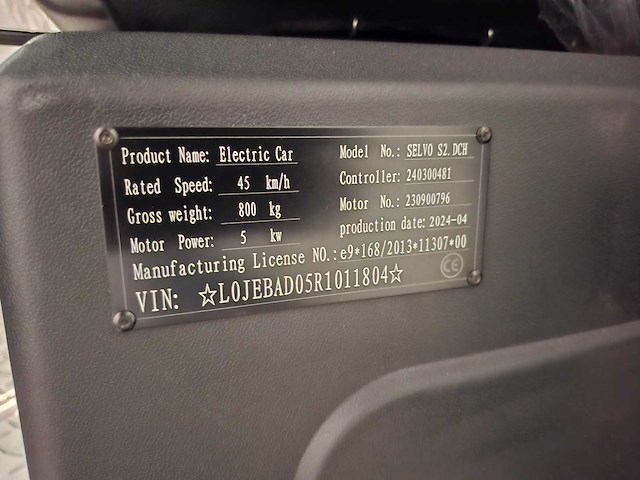 Product Name: Electric Car
Model No.: SELVO S2.DCH
Rated Speed: 45 km/h
Controller: 240300481
Gross weight: 800 kg
Motor No.: 230900796
Motor Power: 5 kw
production date: 2024-04
Manufacturing License NO.: e9*168/2013*11307*00
VIN: ☆L0JEBAD05R1011804☆
CE